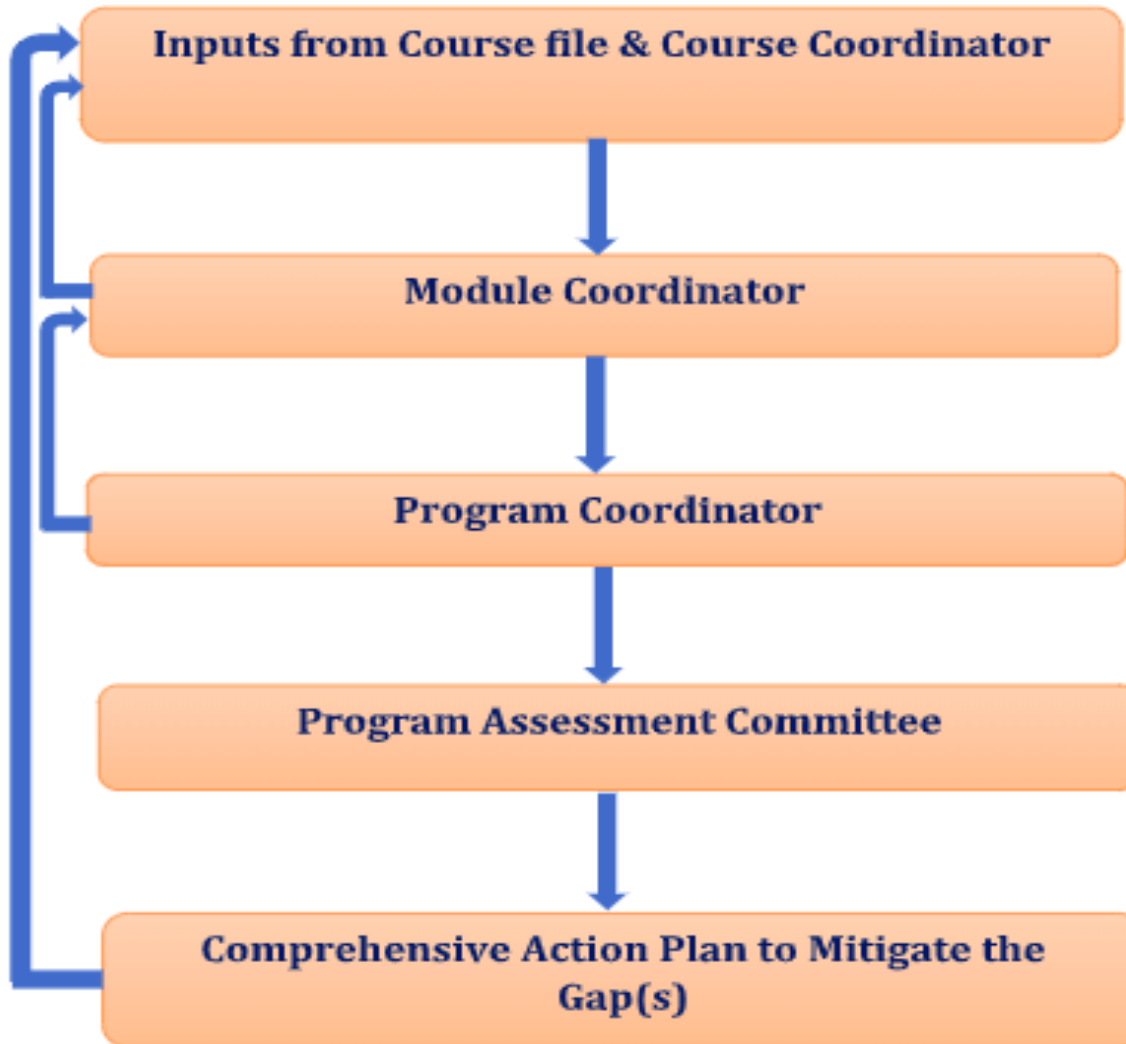 Inputs from Course file & Course Coordinator
Module Coordinator
Program Coordinator
Program Assessment Committee
Comprehensive Action Plan to Mitigate the
Gap(s)